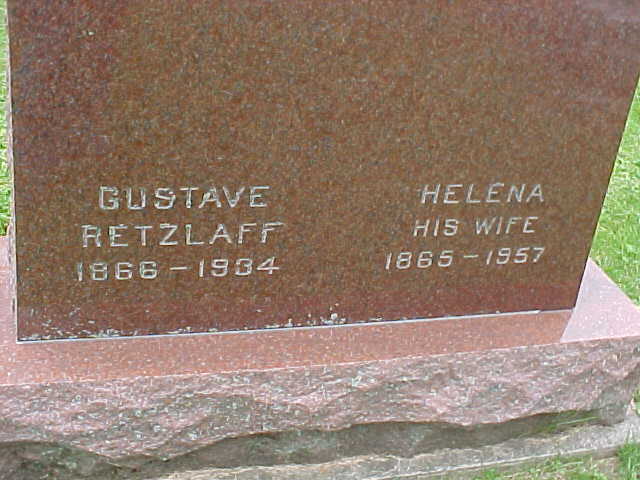 GUSTAVE
RETZLAFF
1866-1934
HELENA
HIS WIFE
1865-1957